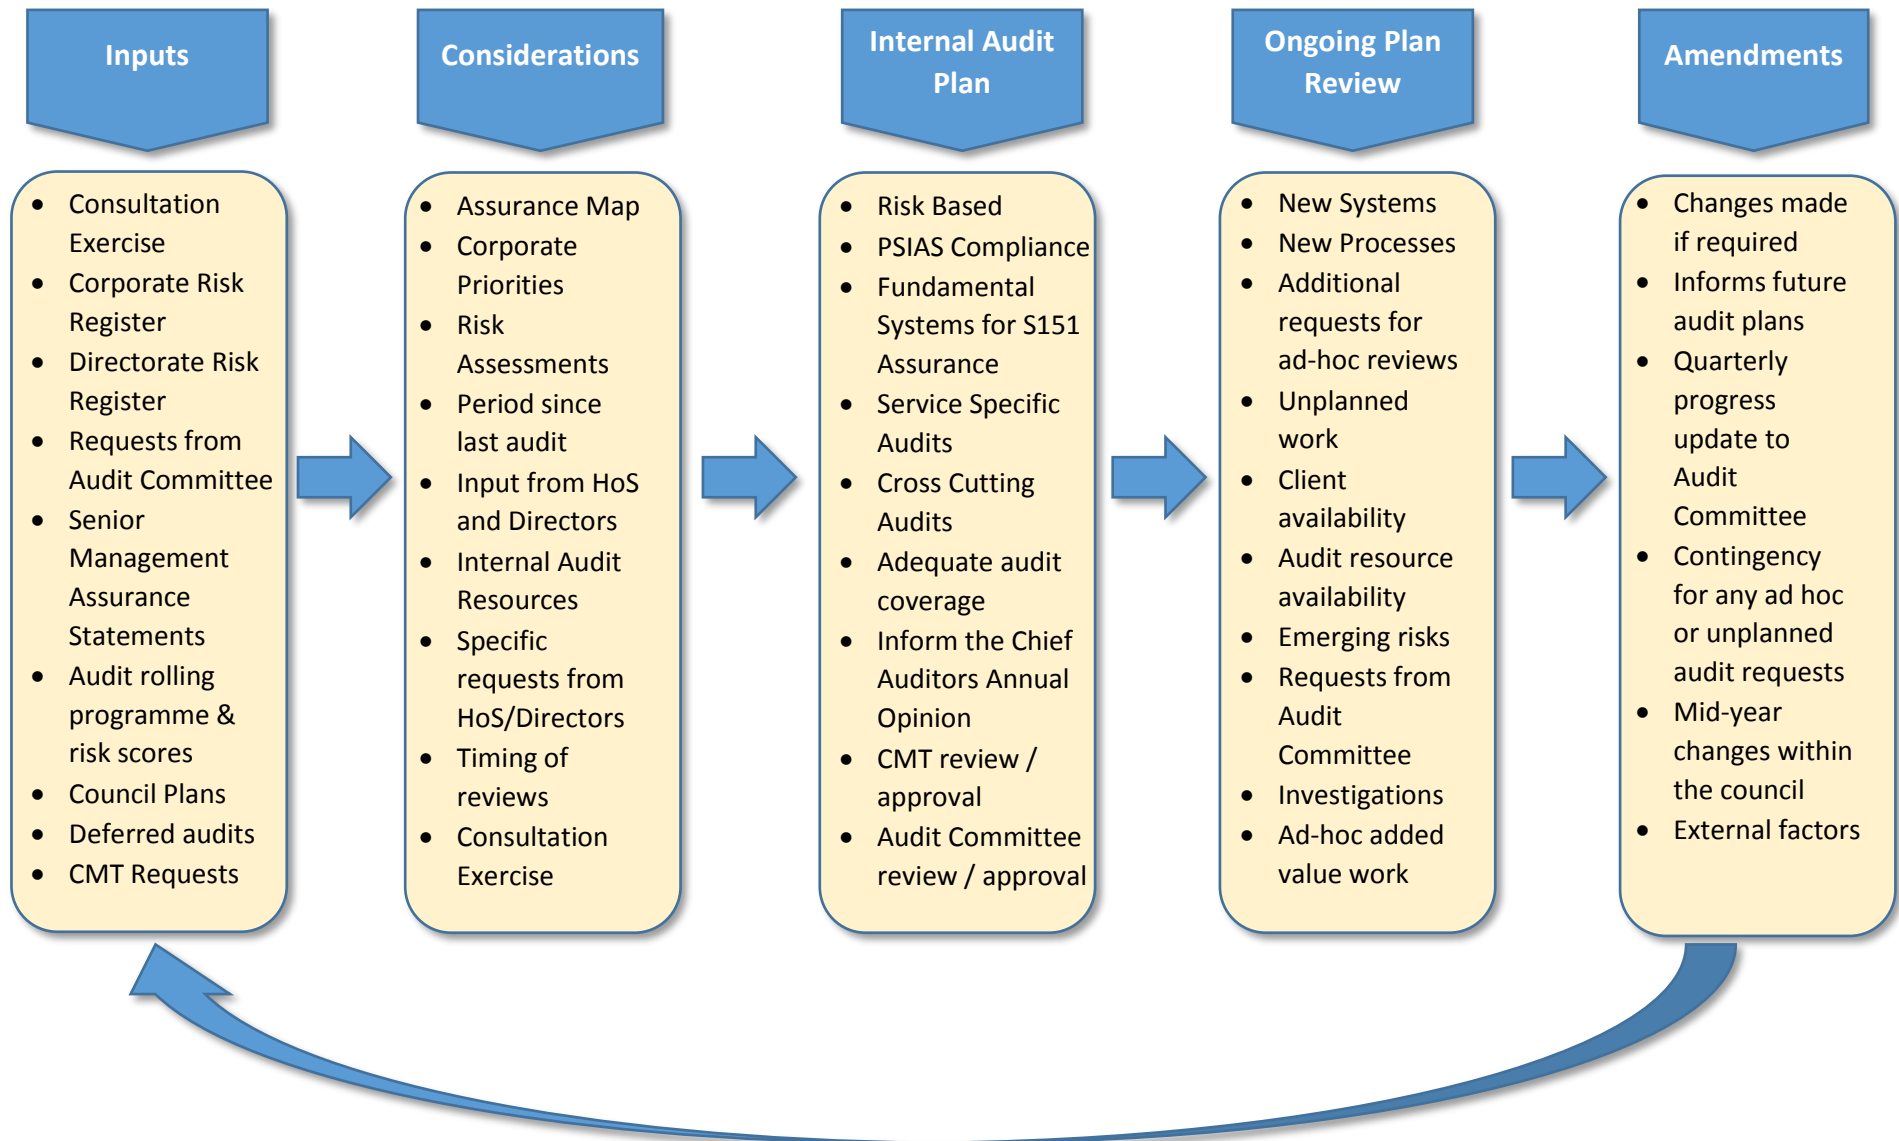 Inputs
Considerations
Internal Audit
Plan
Ongoing Plan
Review
Amendments
• Consultation
Exercise
• Corporate Risk
Register
• Directorate Risk
Register
• Requests from
Audit Committee
• Senior
Management
Assurance
Statements
• Audit rolling
programme &
risk scores
• Council Plans
• Deferred audits
• CMT Requests
• Assurance Map
• Corporate
Priorities
• Risk
Assessments
• Period since
last audit
• Input from HoS
and Directors
• Internal Audit
Resources
• Specific
requests from
HoS/Directors
• Timing of
reviews
• Consultation
Exercise
• Risk Based
• PSIAS Compliance
• Fundamental
Systems for S151
Assurance
• Service Specific
Audits
• Cross Cutting
Audits
• Adequate audit
coverage
• Inform the Chief
Auditors Annual
Opinion
• CMT review /
approval
• Audit Committee
review / approval
• New Systems
• New Processes
• Additional
requests for
ad-hoc reviews
• Unplanned
work
• Client
availability
• Audit resource
availability
• Emerging risks
• Requests from
Audit
Committee
• Investigations
• Ad-hoc added
value work
• Changes made
if required
• Informs future
audit plans
• Quarterly
progress
update to
Audit
Committee
• Contingency
for any ad hoc
or unplanned
audit requests
• Mid-year
changes within
the council
• External factors